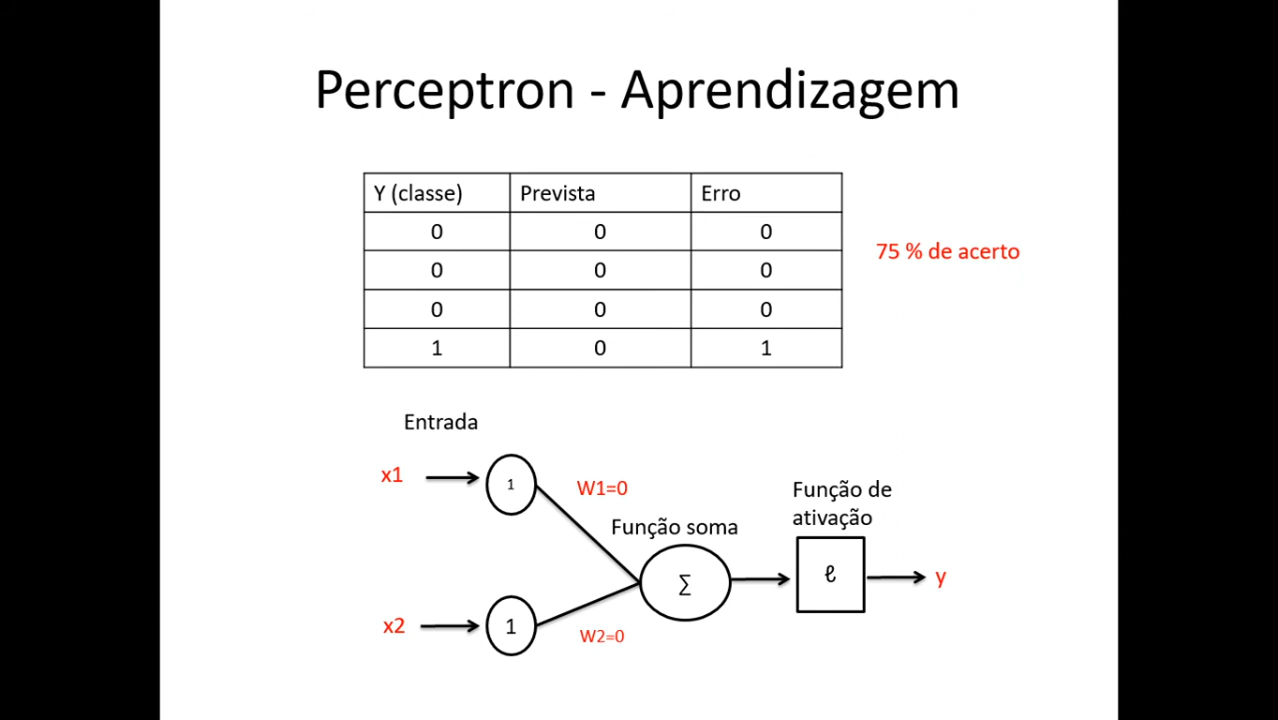 Perceptron - Aprendizagem
Y (classe) Prevista Erro
0 0 0
0 0 0
75 % de acerto
0 0 0
1 0 1
Entrada
x1 1 W1=0
Função de
ativação
Função soma
∑ ℓ y
x2 1 W2=0